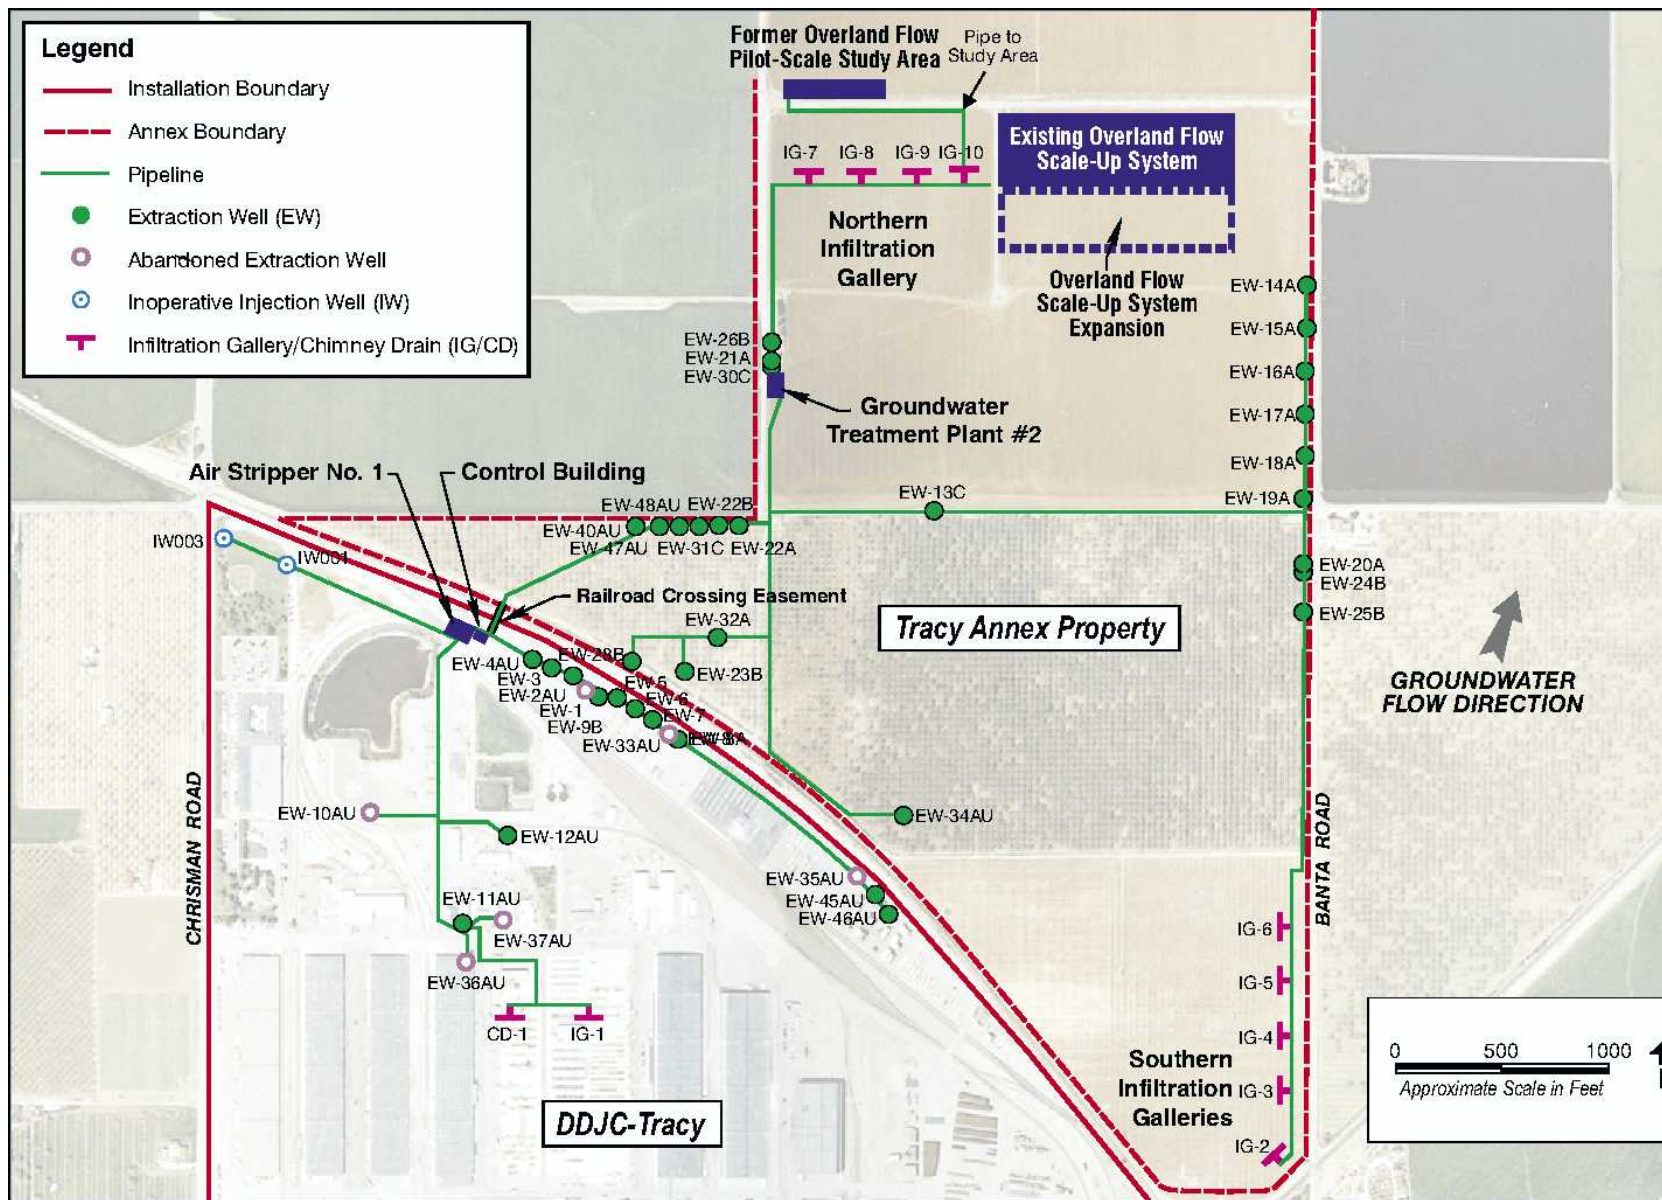 Legend
Installation Boundary
Annex Boundary
Pipeline
Extraction Well (EW)
Abandoned Extraction Well
Inoperative Injection Well (IW)
Infiltration Gallery/Chimney Drain (IG/CD)
Former Overland Flow
Pilot-Scale Study Area
Pipe to
Study Area
Existing Overland Flow
Scale-Up System
IG-7
IG-8
IG-9
IG-10
Northern
Infiltration
Gallery
Overland Flow
Scale-Up System
Expansion
EW-14A
EW-15A
EW-16A
EW-17A
EW-18A
EW-19A
EW-26B
EW-21A
EW-30C
Groundwater
Treatment Plant #2
Air Stripper No. 1
Control Building
EW-48AU
EW-22B
EW-13C
EW-40AU
EW-47AU
EW-31C
EW-22A
IW003
IW001
EW-20A
EW-24B
EW-25B
Railroad Crossing Easement
EW-32A
Tracy Annex Property
EW-28B
EW-23B
EW-4AU
EW-3
EW-2AU
EW-1
EW-9B
EW-33AU
EW-5
EW-6
EW-7
GROUNDWATER
FLOW DIRECTION
CHRISMAN ROAD
BANTA ROAD
EW-10AU
EW-12AU
EW-34AU
EW-35AU
EW-45AU
EW-46AU
EW-11AU
EW-37AU
EW-36AU
CD-1
IG-1
IG-6
IG-5
IG-4
IG-3
IG-2
Southern
Infiltration
Galleries
DDJC-Tracy
0 500 1000
Approximate Scale in Feet